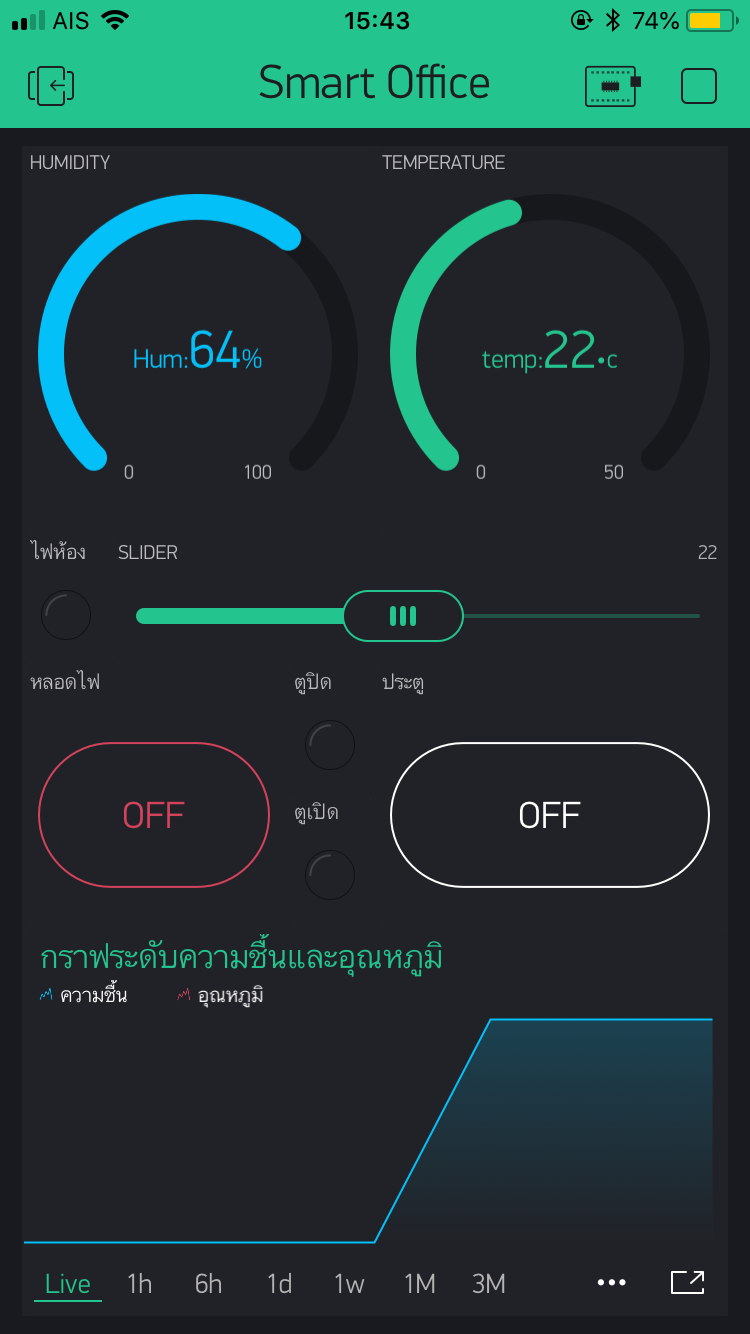 AIS 15:43 74%
Smart Office
HUMIDITY TEMPERATURE
Hum:64% temp:22•c
0 100 0 50
ไฟห้อง SLIDER 22
หลอดไฟ ตูปิด ประตู
OFF OFF
ตูเปิด
กราฟระดับความชื้นและอุณหภูมิ
ความชื้น อุณหภูมิ
Live 1h 6h 1d 1w 1M 3M